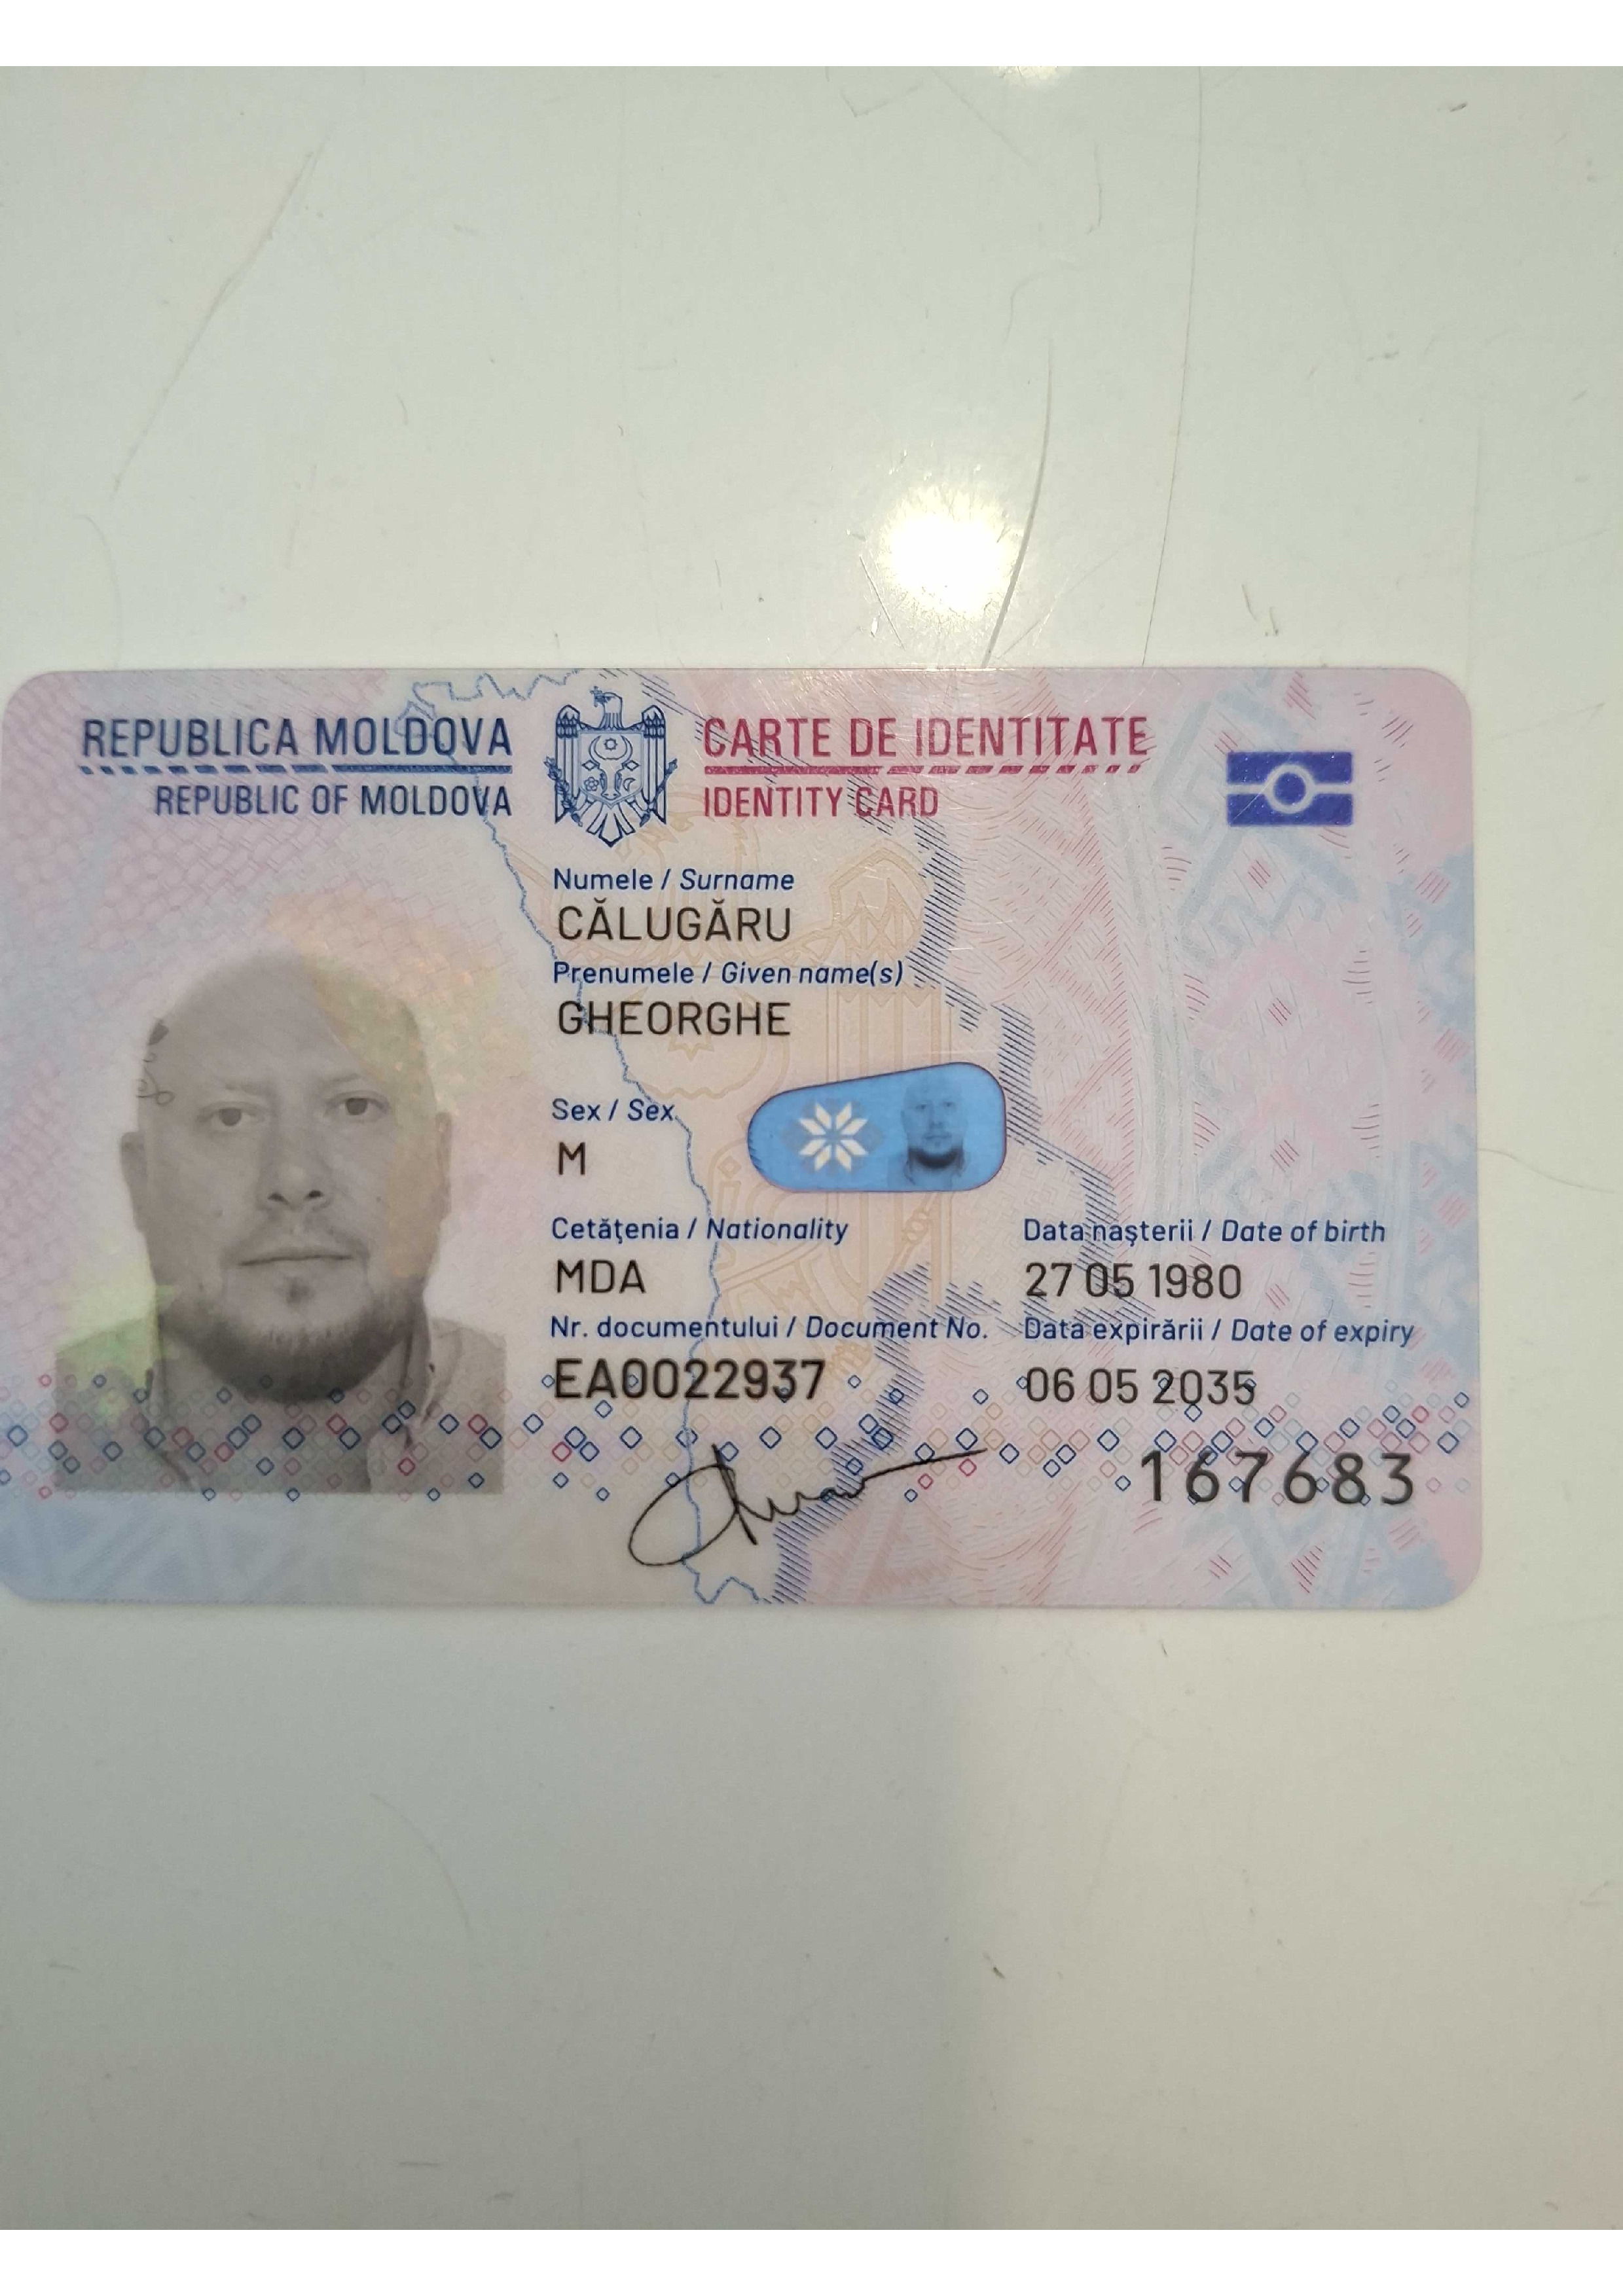 REPUBLICA MOLDOVA
REPUBLIC OF MOLDOVA
CARTE DE IDENTITATE
IDENTITY CARD
Numele / Surname
CĂLUGĂRU
Prenumele / Given name(s)
GHEORGHE
Sex / Sex
M
Cetăţenia / Nationality
MDA
Data naşterii / Date of birth
27 05 1980
Nr. documentului / Document No.
EA0022937
Data expirării / Date of expiry
06 05 2035
167683